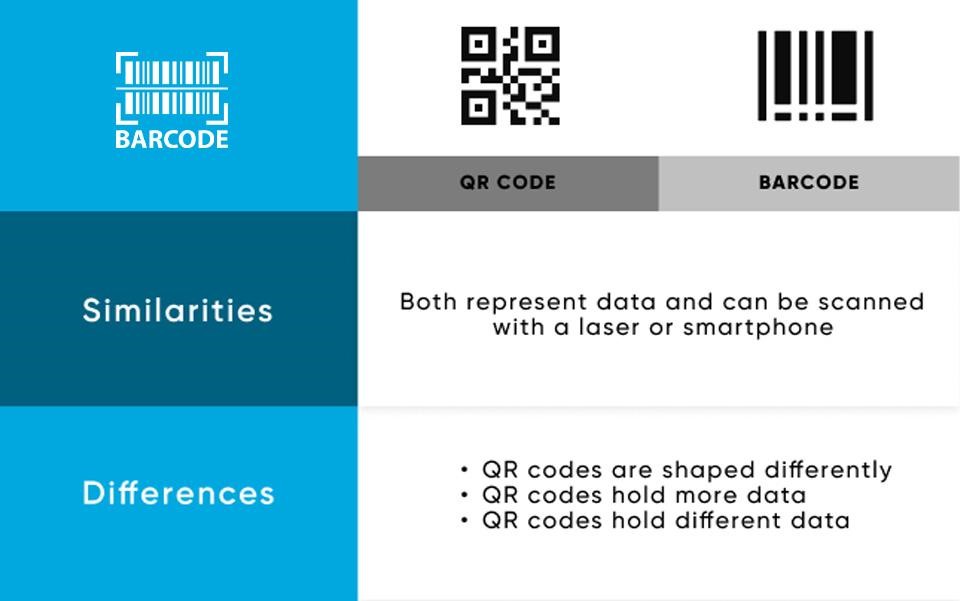 BARCODE
QR CODE
BARCODE
Similarities
Both represent data and can be scanned
with a laser or smartphone
Differences
• QR codes are shaped differently
• QR codes hold more data
• QR codes hold different data